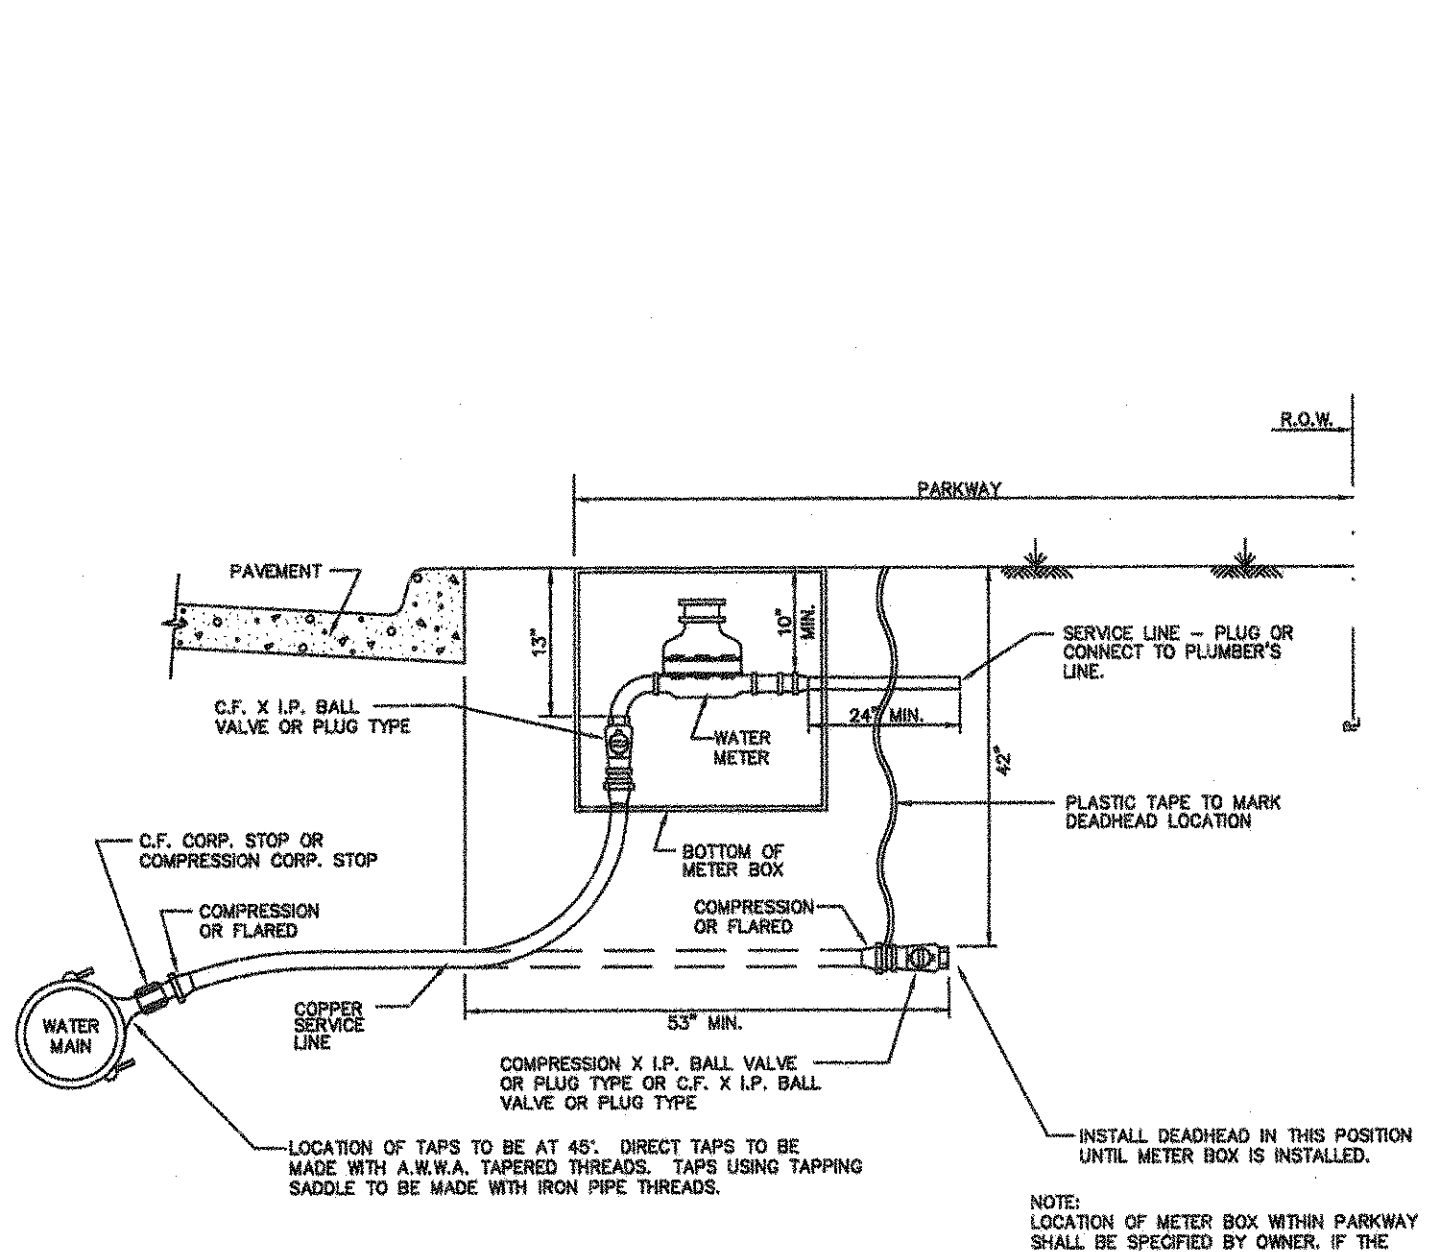 R.O.W.
PARKWAY
PAVEMENT
13"
10"
MIN.
SERVICE LINE - PLUG OR
CONNECT TO PLUMBER'S
LINE.
C.F. X I.P. BALL
VALVE OR PLUG TYPE
24" MIN.
WATER
METER
42"
PLASTIC TAPE TO MARK
DEADHEAD LOCATION
C.F. CORP. STOP OR
COMPRESSION CORP. STOP
BOTTOM OF
METER BOX
COMPRESSION
OR FLARED
COMPRESSION
OR FLARED
WATER
MAIN
COPPER
SERVICE
LINE
53" MIN.
COMPRESSION X I.P. BALL VALVE
OR PLUG TYPE OR C.F. X I.P. BALL
VALVE OR PLUG TYPE
LOCATION OF TAPS TO BE AT 45°. DIRECT TAPS TO BE
MADE WITH A.W.W.A. TAPERED THREADS. TAPS USING TAPPING
SADDLE TO BE MADE WITH IRON PIPE THREADS.
INSTALL DEADHEAD IN THIS POSITION
UNTIL METER BOX IS INSTALLED.
NOTE:
LOCATION OF METER BOX WITHIN PARKWAY
SHALL BE SPECIFIED BY OWNER. IF THE